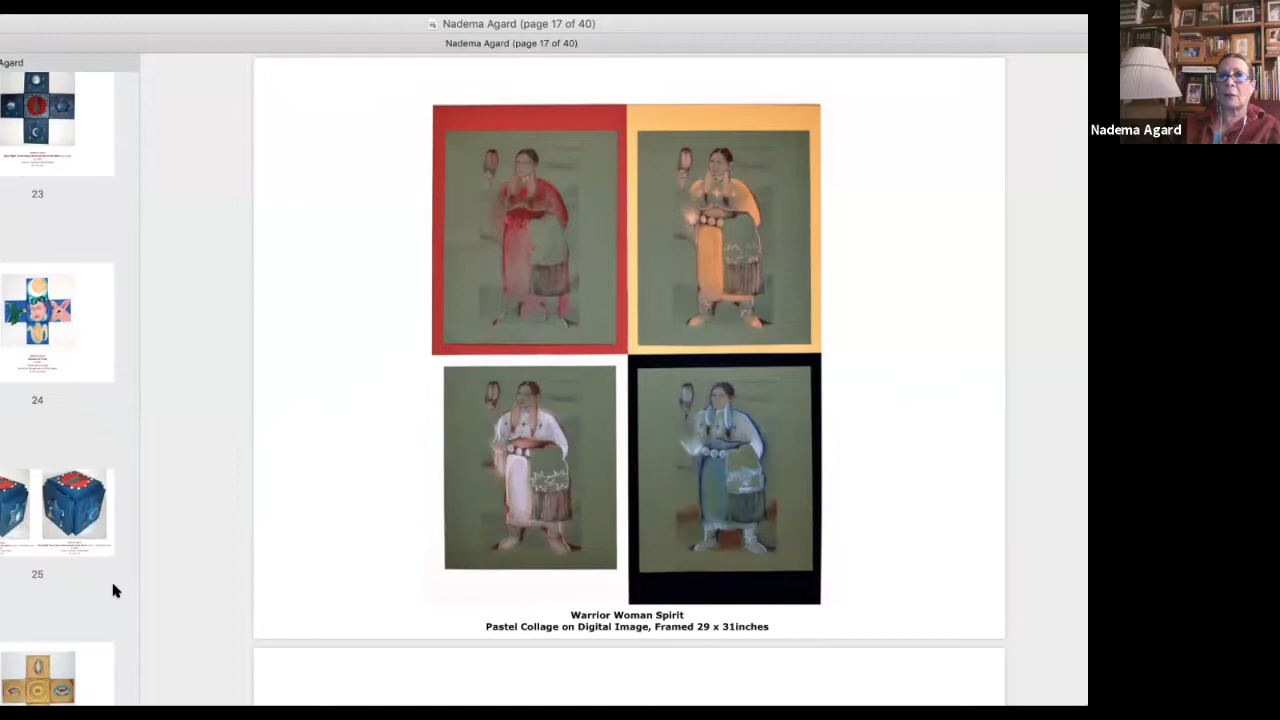 Nadema Agard (page 17 of 40)
Nadema Agard (page 17 of 40)
Agard
23
24
25
Warrior Woman Spirit
Pastel Collage on Digital Image, Framed 29 x 31inches
Nadema Agard